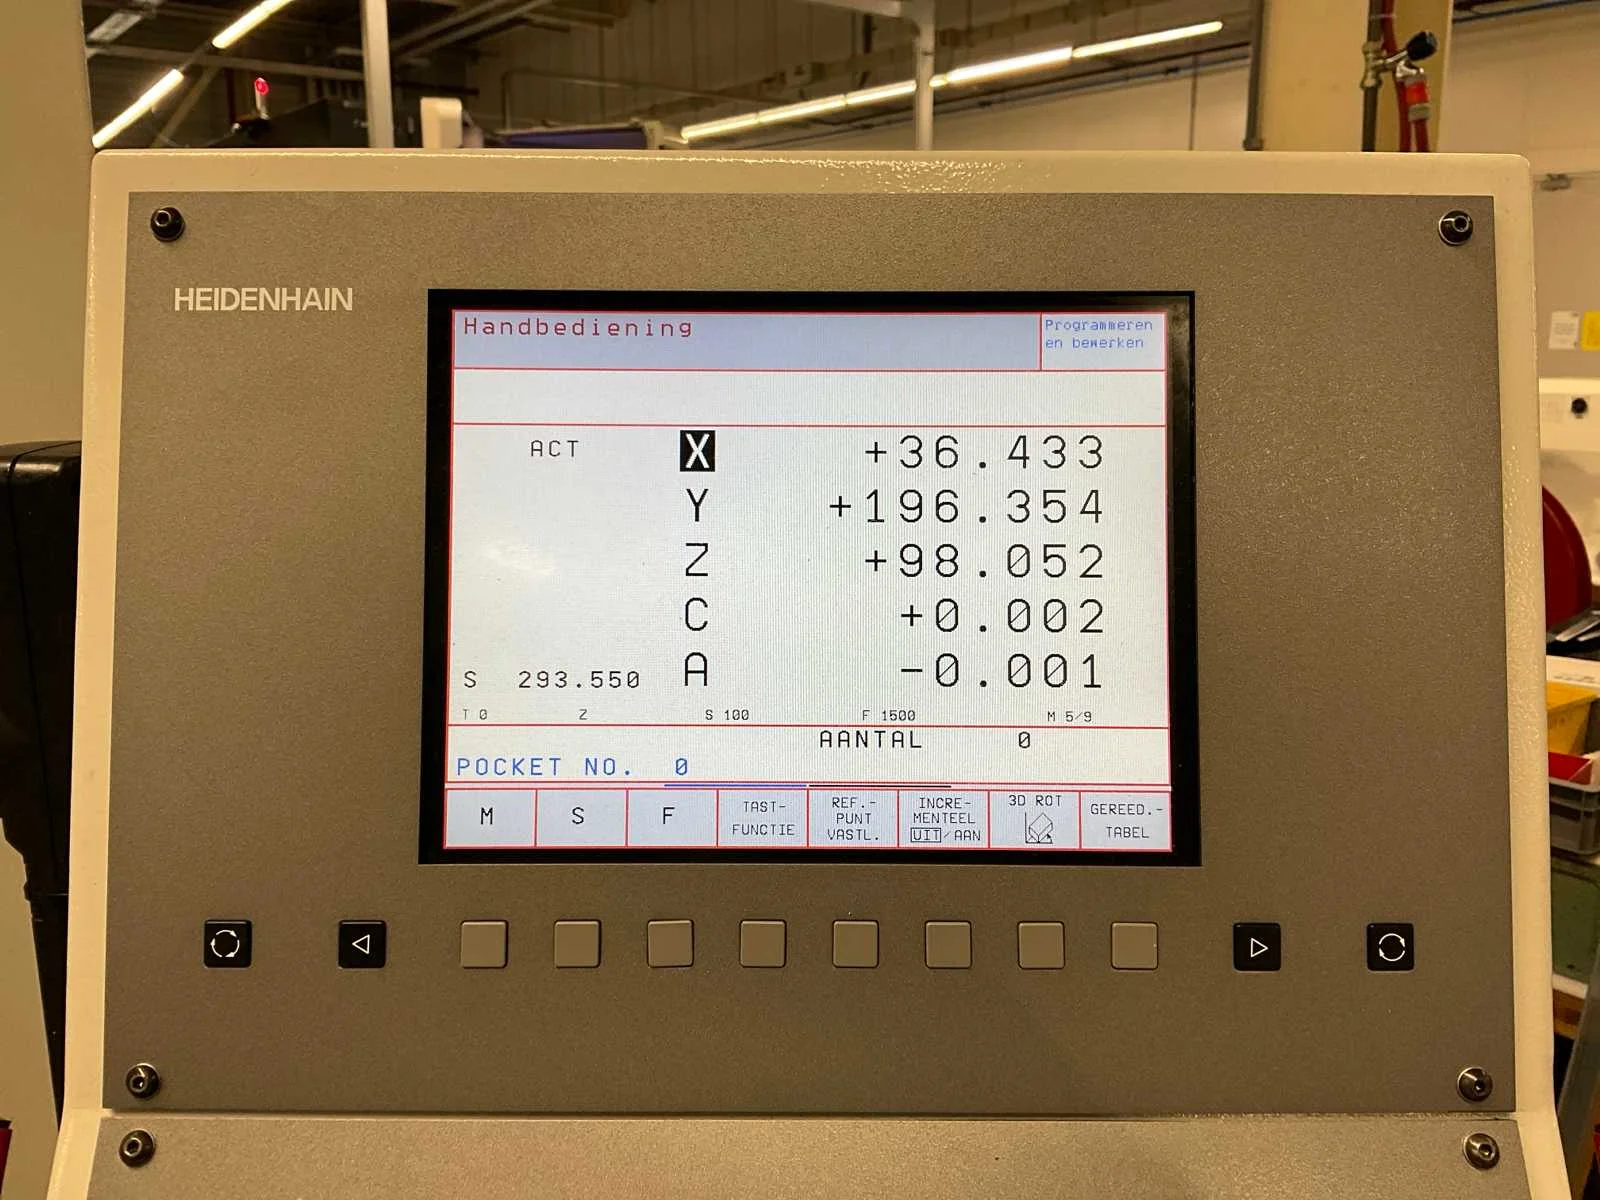 HEIDENHAIN
Handbediening
Programmeren
en bewerken
ACT X +36.433
Y +196.354
Z +98.052
C +0.002
S 293.550 A -0.001
T 0 Z S 100 F 1500 M 5/9
AANTAL 0
POCKET NO. 0
M
S
F
TAST-
FUNCTIE
REF.-
PUNT
VASTL.
INCRE-
MENTEEL
UIT/AAN
3D ROT
GEREED.-
TABEL